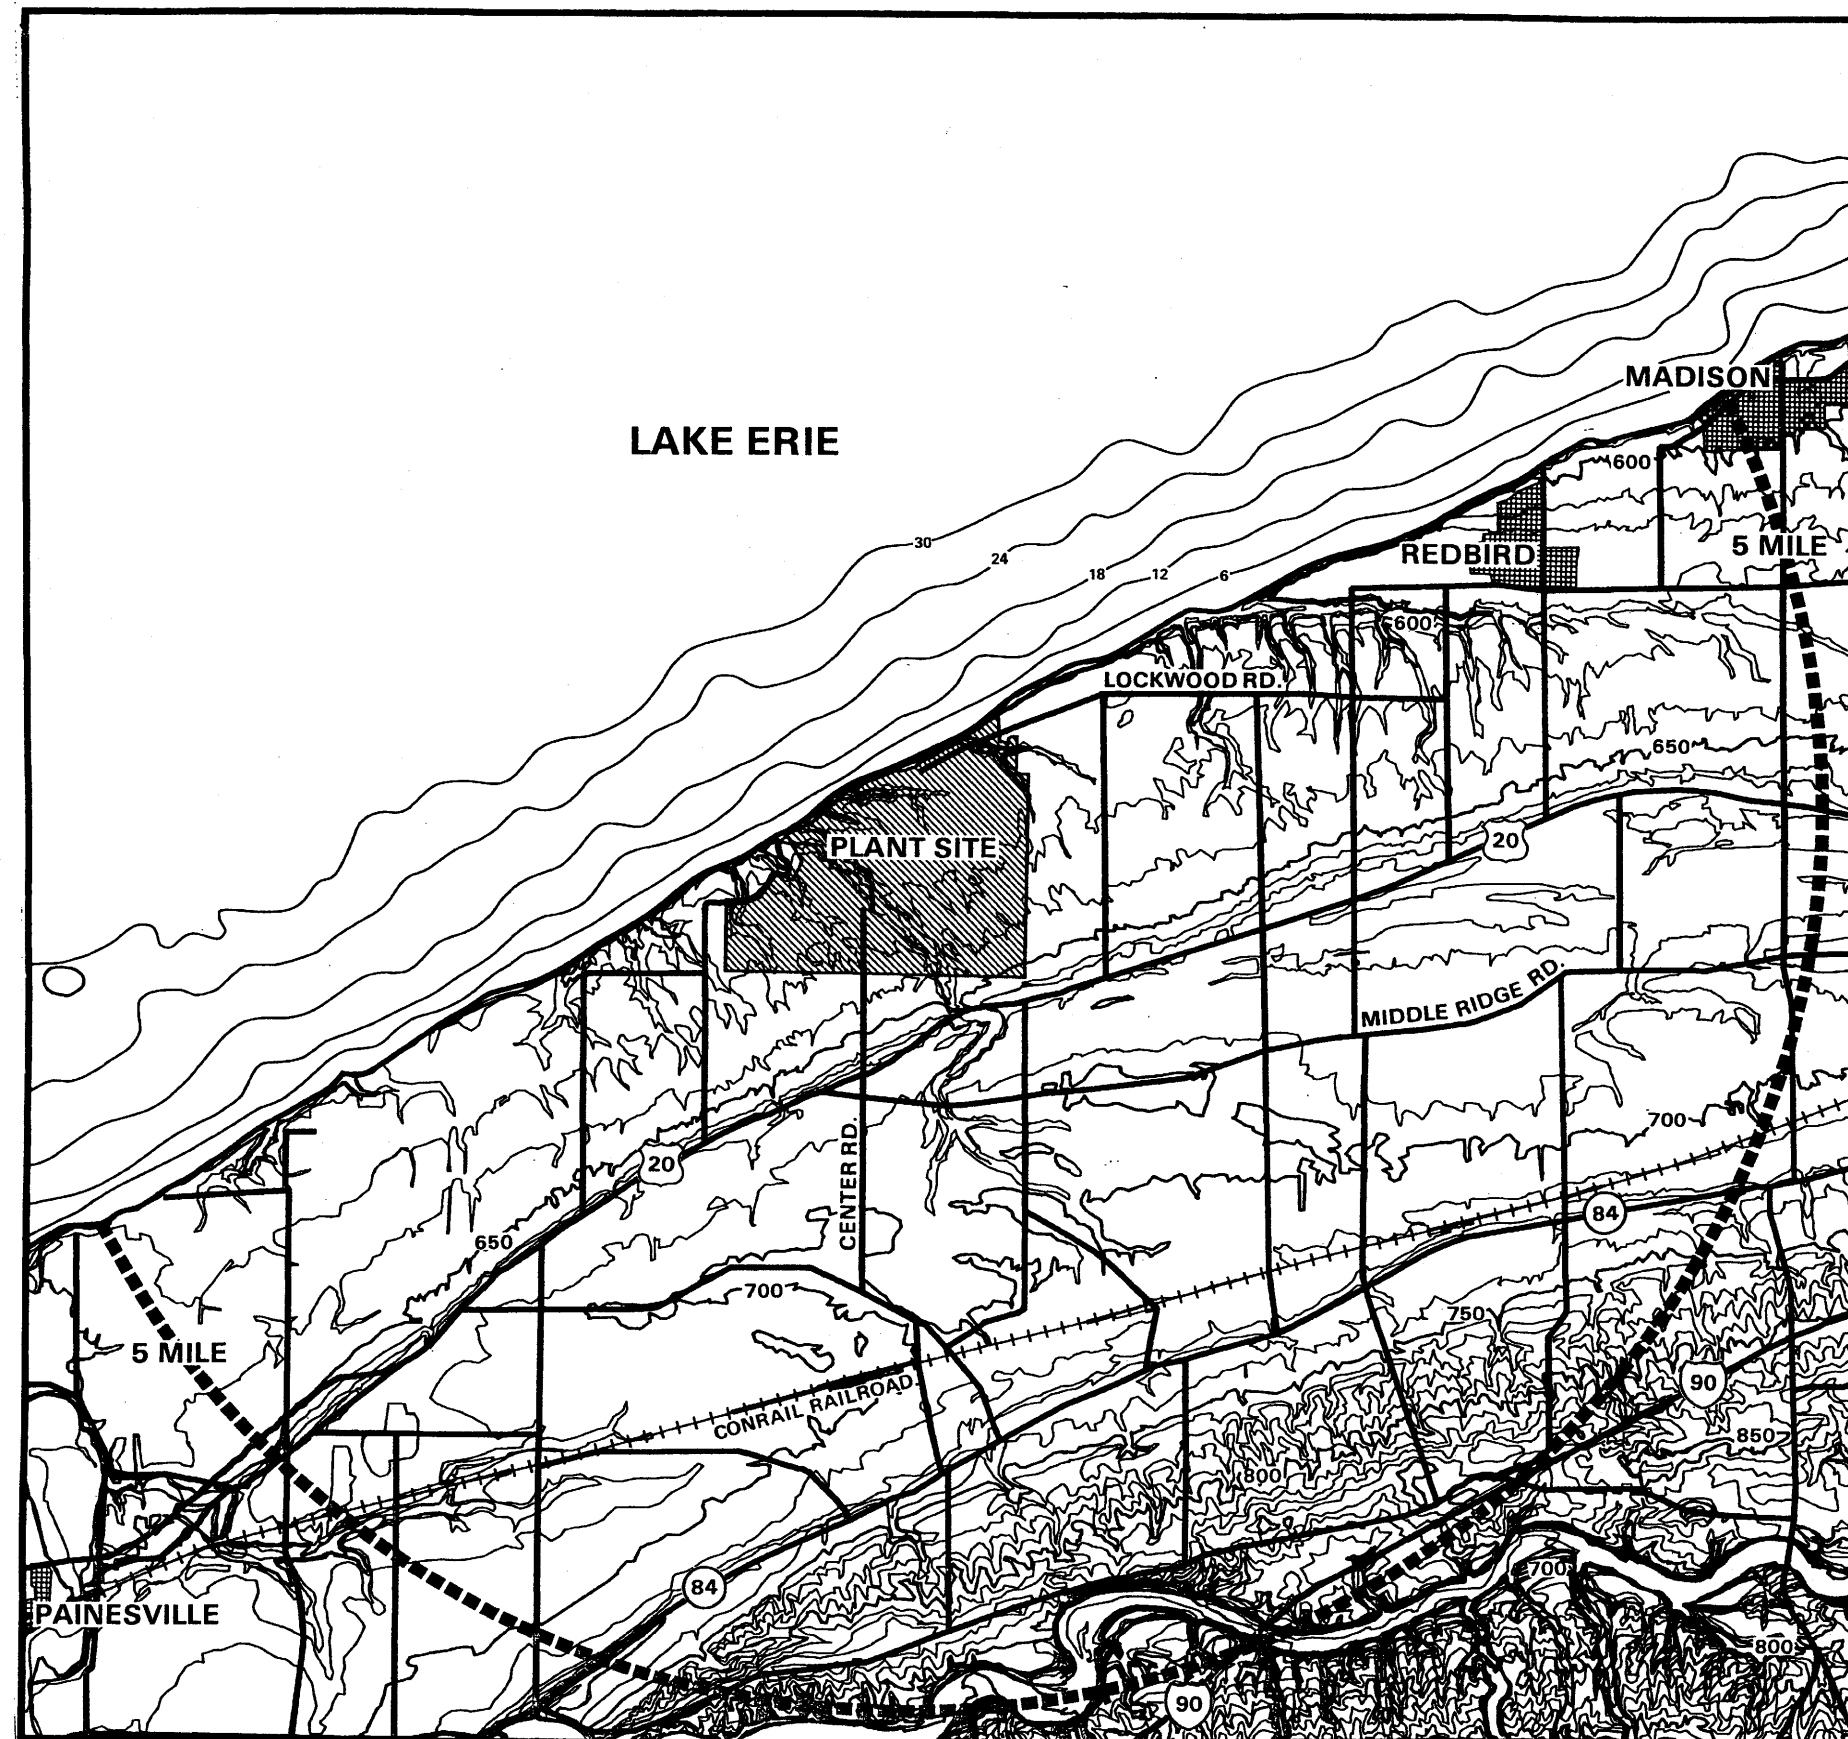 LAKE ERIE
MADISON
600
30
24
18
12
6
REDBIRD
5 MILE
600
LOCKWOOD RD.
650
20
PLANT SITE
MIDDLE RIDGE RD.
700
CENTER RD.
20
84
650
700
750
5 MILE
CONRAIL RAILROAD
90
850
800
700
84
PAINESVILLE
800
90